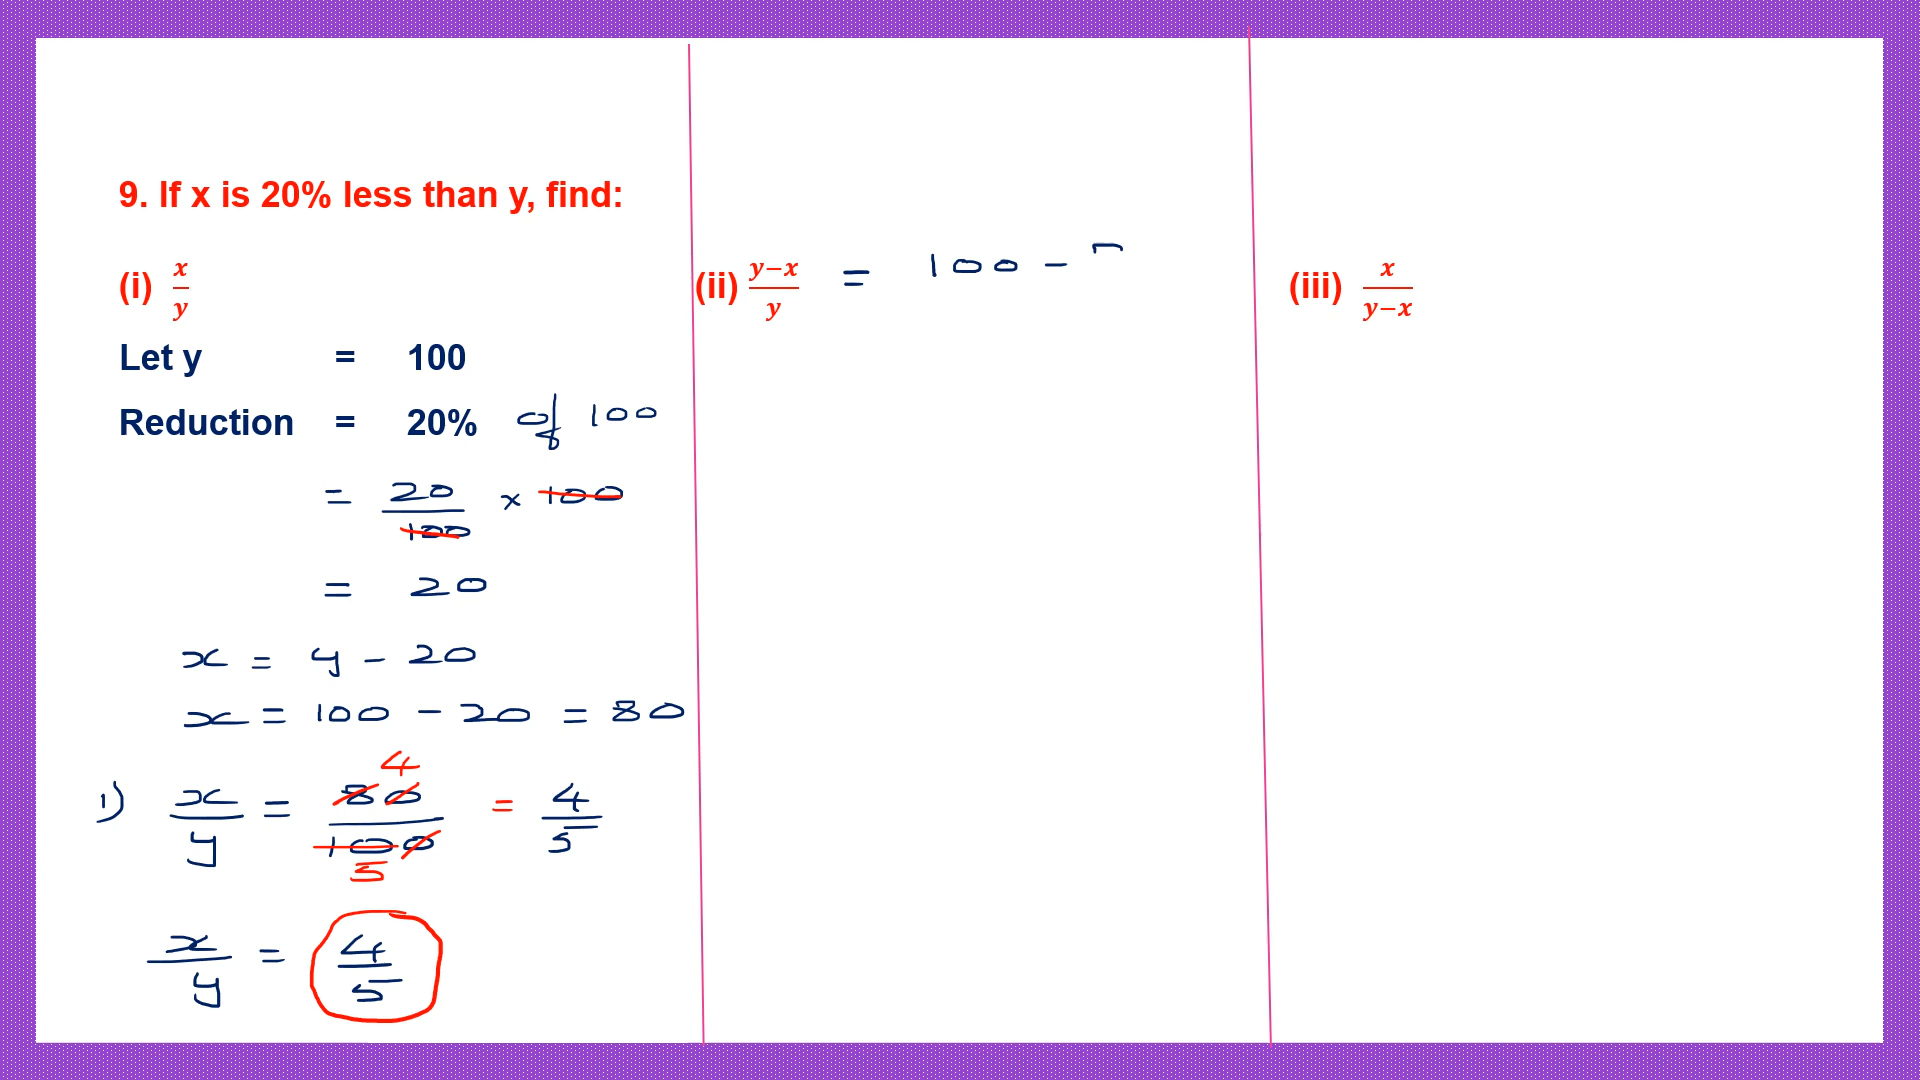 9. If x is 20% less than y, find:
(i) x/y
Let y = 100
Reduction = 20% of 100
= 20/100 × 100
= 20
x = y - 20
x = 100 - 20 = 80
1) x/y = 80/100 = 4/5
4
5
x/y = 4/5
(ii) y-x/y = 100 -
(iii) x/y-x